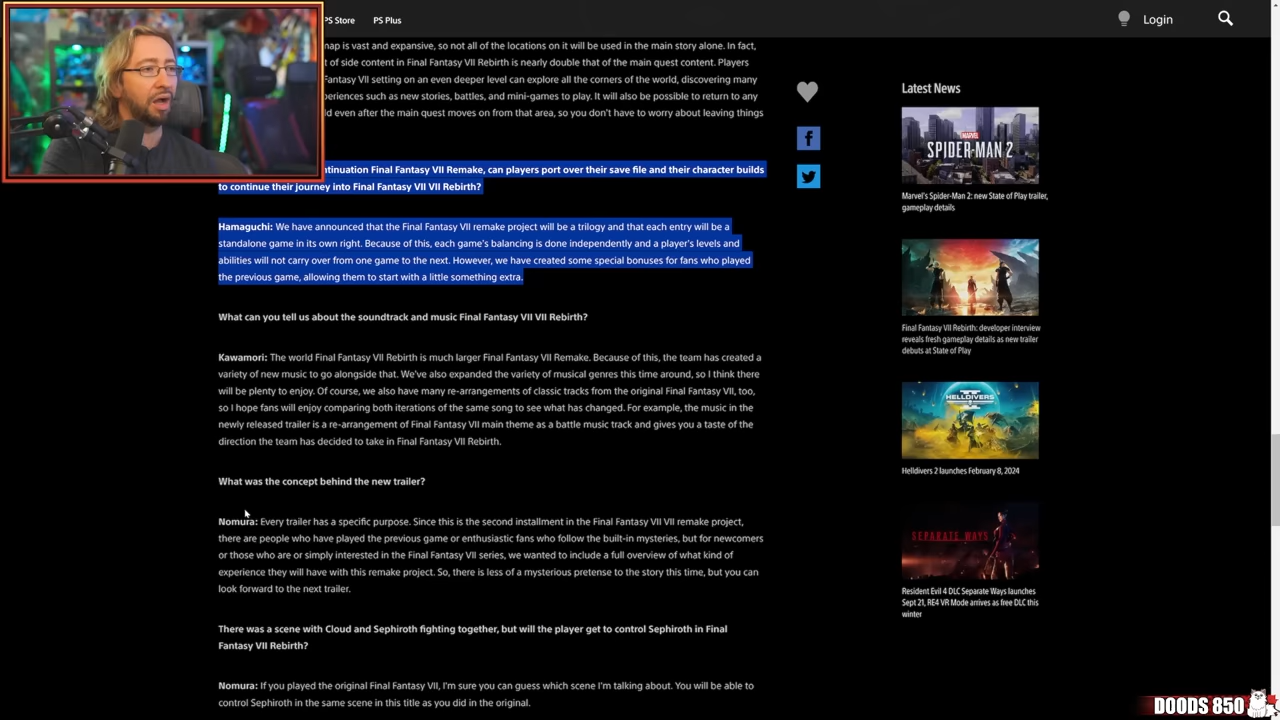 PS Store
PS Plus
Login
map is vast and expansive, so not all of the locations on it will be used in the main story alone. In fact,
t of side content in Final Fantasy VII Rebirth is nearly double that of the main quest content. Players
Fantasy VII setting on an even deeper level can explore all the corners of the world, discovering many
periences such as new stories, battles, and mini-games to play. It will also be possible to return to any
ld even after the main quest moves on from that area, so you don't have to worry about leaving things
ntinuation Final Fantasy VII Remake, can players port over their save file and their character builds
to continue their journey into Final Fantasy VII VII Rebirth?
Hamaguchi: We have announced that the Final Fantasy VII remake project will be a trilogy and that each entry will be a
standalone game in its own right. Because of this, each game's balancing is done independently and a player's levels and
abilities will not carry over from one game to the next. However, we have created some special bonuses for fans who played
the previous game, allowing them to start with a little something extra.
What can you tell us about the soundtrack and music Final Fantasy VII VII Rebirth?
Kawamori: The world Final Fantasy VII Rebirth is much larger Final Fantasy VII Remake. Because of this, the team has created a
variety of new music to go alongside that. We've also expanded the variety of musical genres this time around, so I think there
will be plenty to enjoy. Of course, we also have many re-arrangements of classic tracks from the original Final Fantasy VII, too,
so I hope fans will enjoy comparing both iterations of the same song to see what has changed. For example, the music in the
newly released trailer is a re-arrangement of Final Fantasy VII main theme as a battle music track and gives you a taste of the
direction the team has decided to take in Final Fantasy VII Rebirth.
What was the concept behind the new trailer?
Nomura: Every trailer has a specific purpose. Since this is the second installment in the Final Fantasy VII VII remake project,
there are people who have played the previous game or enthusiastic fans who follow the built-in mysteries, but for newcomers
or those who are or simply interested in the Final Fantasy VII series, we wanted to include a full overview of what kind of
experience they will have with this remake project. So, there is less of a mysterious pretense to the story this time, but you can
look forward to the next trailer.
There was a scene with Cloud and Sephiroth fighting together, but will the player get to control Sephiroth in Final
Fantasy VII Rebirth?
Nomura: If you played the original Final Fantasy VII, I'm sure you can guess which scene I'm talking about. You will be able to
control Sephiroth in the same scene in this title as you did in the original.
Latest News
MARVEL
SPIDER-MAN 2
Marvel's Spider-Man 2: new State of Play trailer,
gameplay details
Final Fantasy VII Rebirth: developer interview
reveals fresh gameplay details as new trailer
debuts at State of Play
HELLDIVERS
II
Helldivers 2 launches February 8, 2024
SEPARATE WAYS
Resident Evil 4 DLC Separate Ways launches
Sept 21, RE4 VR Mode arrives as free DLC this
winter
DOODS 850